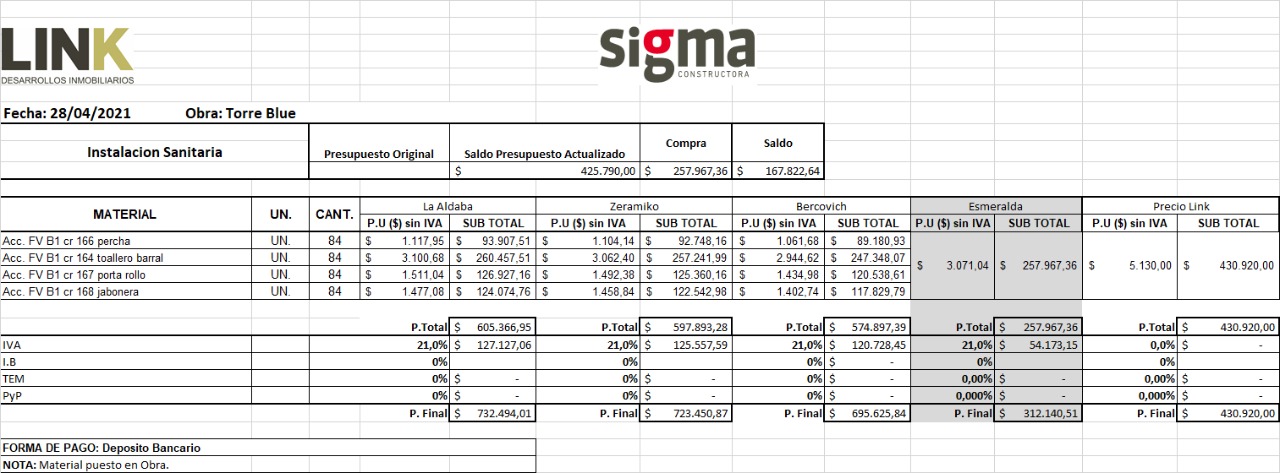 LINK
DESARROLLOS INMOBILIARIOS
sigma
CONSTRUCTORA
Fecha: 28/04/2021 Obra: Torre Blue
Instalacion Sanitaria Presupuesto Original Saldo Presupuesto Actualizado Compra Saldo
$ 425.790,00 $ 257.967,36 $ 167.822,64
MATERIAL UN. CANT. La Aldaba Zeramiko Bercovich Esmeralda Precio Link
P.U ($) sin IVA SUB TOTAL P.U ($) sin IVA SUB TOTAL P.U ($) sin IVA SUB TOTAL P.U ($) sin IVA SUB TOTAL P.U ($) sin IVA SUB TOTAL
Acc. FV B1 cr 166 percha UN. 84 $ 1.117,95 $ 93.907,51 $ 1.104,14 $ 92.748,16 $ 1.061,68 $ 89.180,93
Acc. FV B1 cr 164 toallero barral UN. 84 $ 3.100,68 $ 260.457,51 $ 3.062,40 $ 257.241,99 $ 2.944,62 $ 247.348,07
$ 3.071,04 $ 257.967,36 $ 5.130,00 $ 430.920,00
Acc. FV B1 cr 167 porta rollo UN. 84 $ 1.511,04 $ 126.927,16 $ 1.492,38 $ 125.360,16 $ 1.434,98 $ 120.538,61
Acc. FV B1 cr 168 jabonera UN. 84 $ 1.477,08 $ 124.074,76 $ 1.458,84 $ 122.542,98 $ 1.402,74 $ 117.829,79
P.Total $ 605.366,95 P.Total $ 597.893,28 P.Total $ 574.897,39 P.Total $ 257.967,36 P.Total $ 430.920,00
IVA 21,0% $ 127.127,06 21,0% $ 125.557,59 21,0% $ 120.728,45 21,0% $ 54.173,15 0,0% $ -
I.B 0% 0% 0% $ - 0% 0%
TEM 0% $ - 0% $ - 0% $ - 0,00% $ - 0,00% $ -
PyP 0% $ - 0% $ - 0% $ - 0,000% $ - 0,000% $ -
P. Final $ 732.494,01 P. Final $ 723.450,87 P. Final $ 695.625,84 P. Final $ 312.140,51 P. Final $ 430.920,00
FORMA DE PAGO: Deposito Bancario
NOTA: Material puesto en Obra.